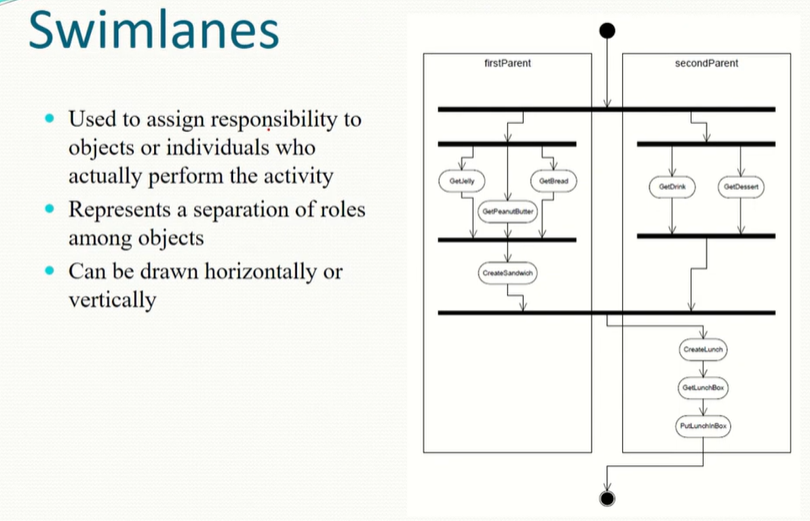 Swimlanes
Used to assign responsibility to
objects or individuals who
actually perform the activity
Represents a separation of roles
among objects
Can be drawn horizontally or
vertically
firstParent
secondParent
GetJelly
GetBread
GetPeanutButter
GetDrink
GetDessert
CreateSandwich
CreateLunch
GetLunchBox
PutLunchInBox